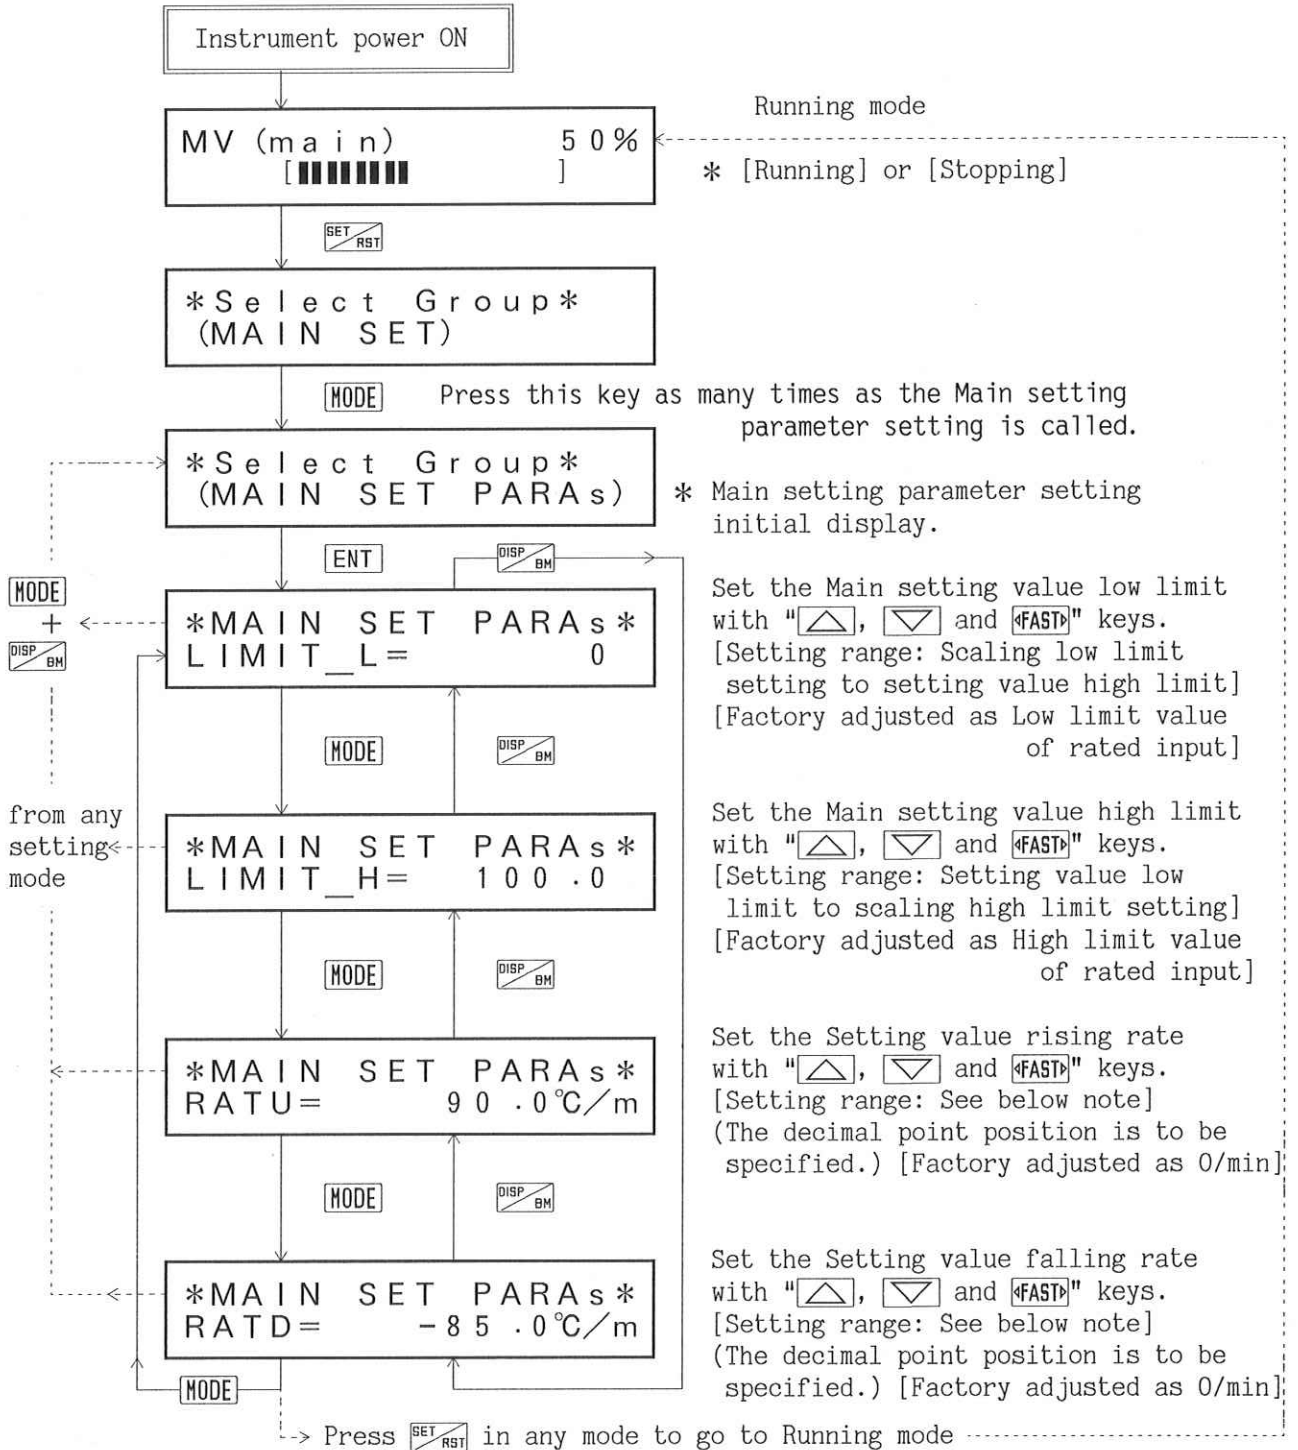 Instrument power ON
Running mode
MV (main) 50%
[▮▮▮▮▮▮▮▮ ]
* [Running] or [Stopping]
SET/RST
*Select Group*
(MAIN SET)
MODE
Press this key as many times as the Main setting
parameter setting is called.
*Select Group*
(MAIN SET PARAs)
* Main setting parameter setting
initial display.
ENT
DISP/BM
MODE
+
DISP/BM
*MAIN SET PARAs*
LIMIT_L= 0
Set the Main setting value low limit
with "△, ▽ and ◁FAST▷" keys.
[Setting range: Scaling low limit
setting to setting value high limit]
[Factory adjusted as Low limit value
of rated input]
MODE
DISP/BM
from any
setting
mode
*MAIN SET PARAs*
LIMIT_H= 100.0
Set the Main setting value high limit
with "△, ▽ and ◁FAST▷" keys.
[Setting range: Setting value low
limit to scaling high limit setting]
[Factory adjusted as High limit value
of rated input]
MODE
DISP/BM
*MAIN SET PARAs*
RATU= 90.0℃/m
Set the Setting value rising rate
with "△, ▽ and ◁FAST▷" keys.
[Setting range: See below note]
(The decimal point position is to be
specified.) [Factory adjusted as 0/min]
MODE
DISP/BM
*MAIN SET PARAs*
RATD= -85.0℃/m
Set the Setting value falling rate
with "△, ▽ and ◁FAST▷" keys.
[Setting range: See below note]
(The decimal point position is to be
specified.) [Factory adjusted as 0/min]
MODE
Press SET/RST in any mode to go to Running mode